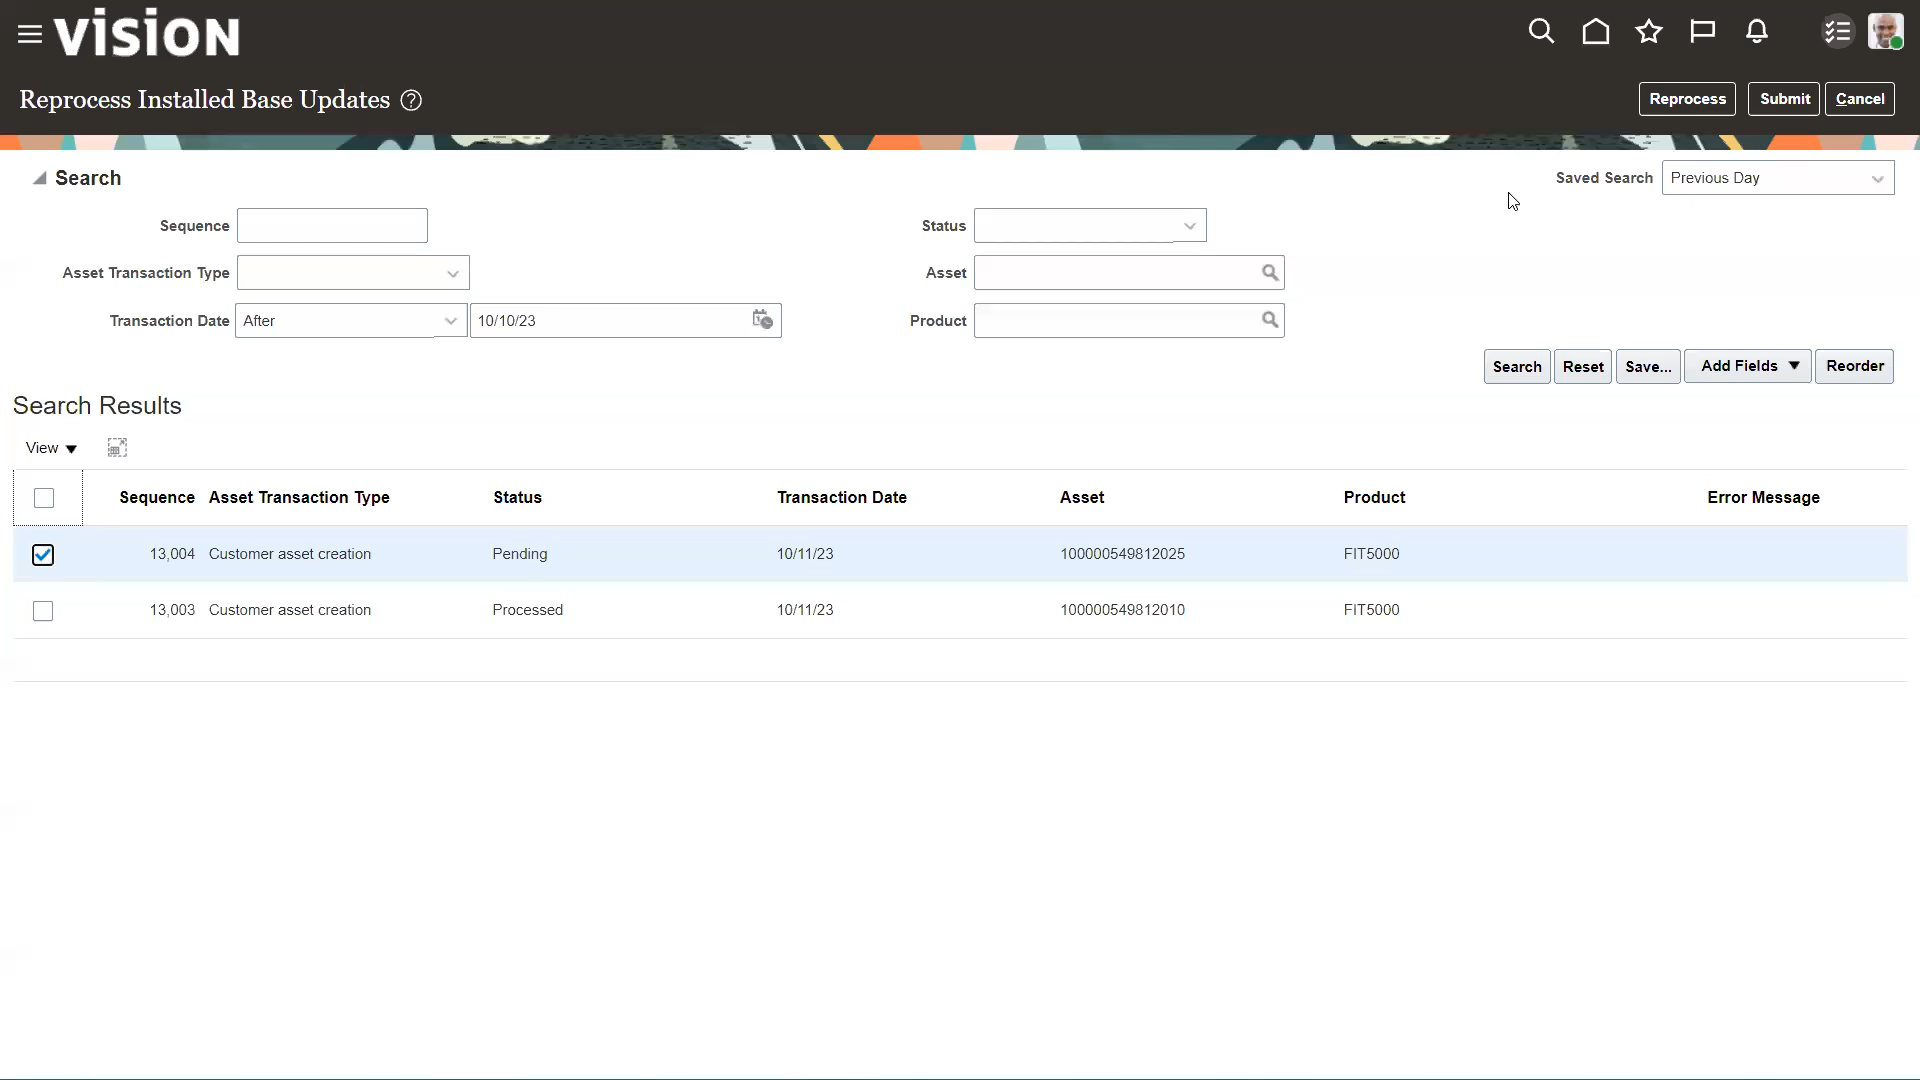 vision
Reprocess Installed Base Updates ?
Reprocess Submit Cancel
Search
Saved Search Previous Day
Sequence Status
Asset Transaction Type Asset
Transaction Date After 10/10/23 Product
Search Reset Save... Add Fields Reorder
Search Results
View
Sequence Asset Transaction Type Status Transaction Date Asset Product Error Message
13,004 Customer asset creation Pending 10/11/23 100000549812025 FIT5000
13,003 Customer asset creation Processed 10/11/23 100000549812010 FIT5000